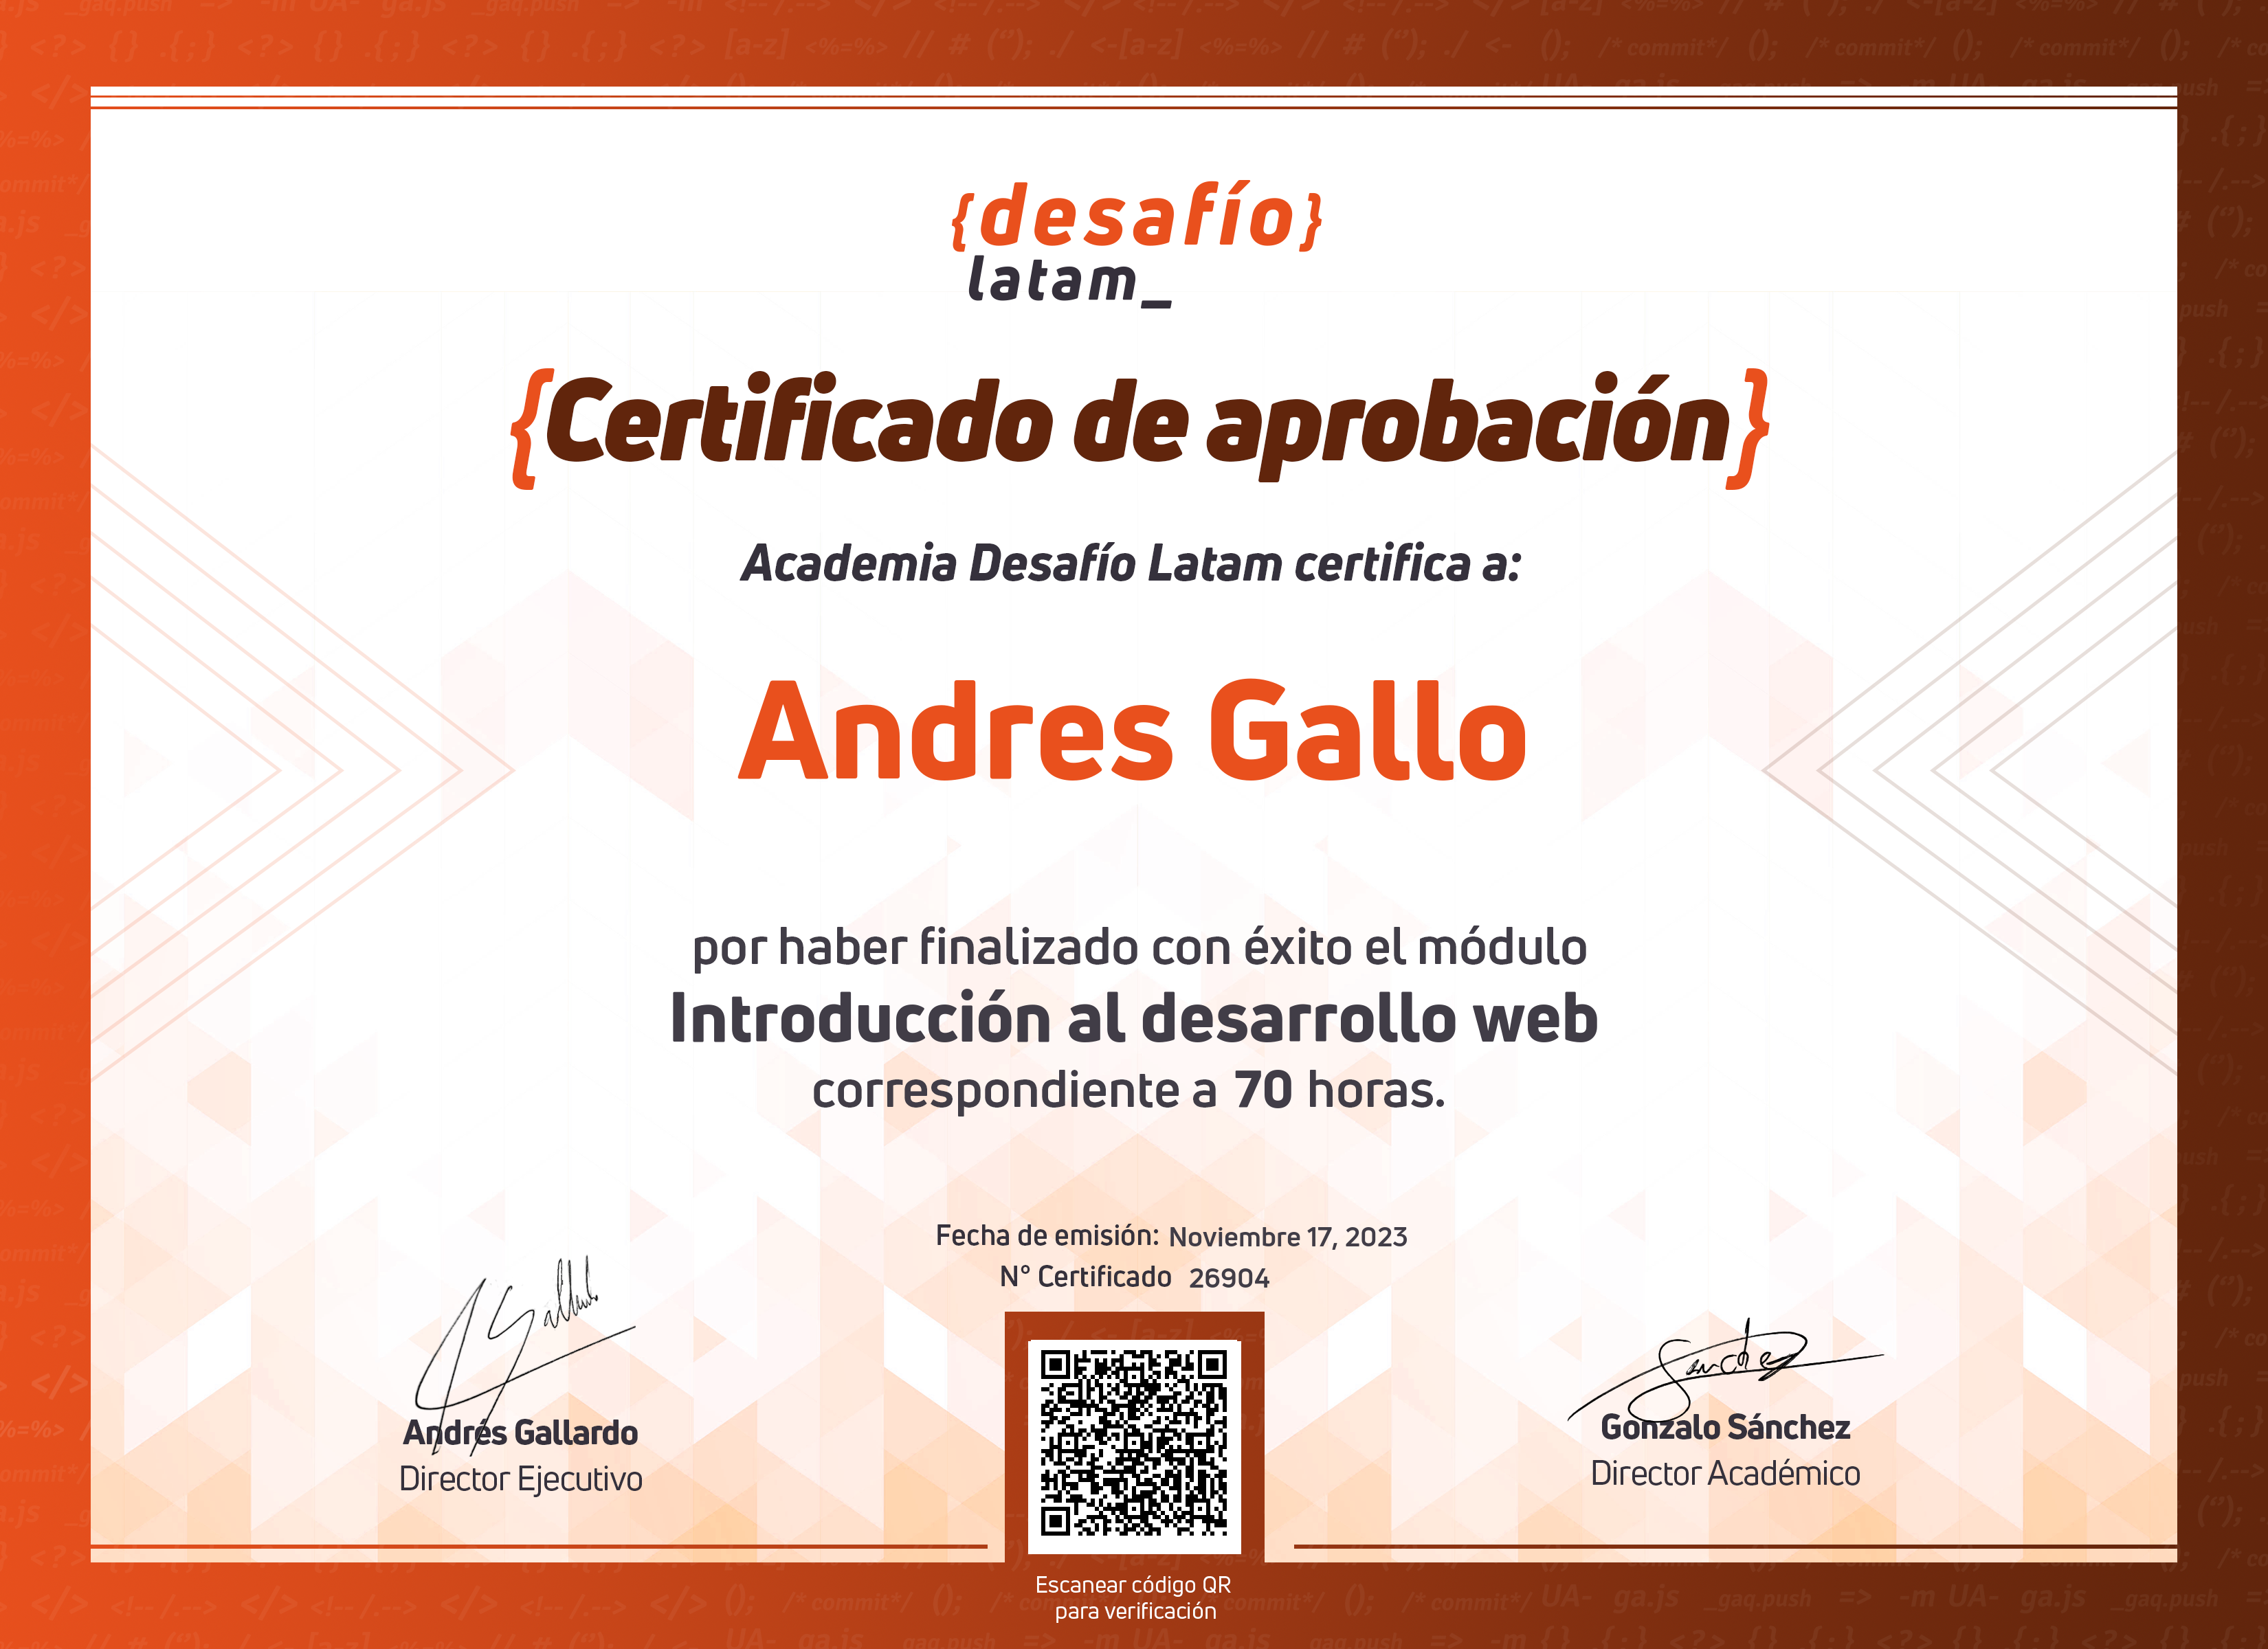 {desafío}
latam_
{Certificado de aprobación}
Academia Desafío Latam certifica a:
Andres Gallo
por haber finalizado con éxito el módulo
Introducción al desarrollo web
correspondiente a 70 horas.
Fecha de emisión: Noviembre 17, 2023
N° Certificado 26904
Andrés Gallardo
Director Ejecutivo
Gonzalo Sánchez
Director Académico
Escanear código QR
para verificación